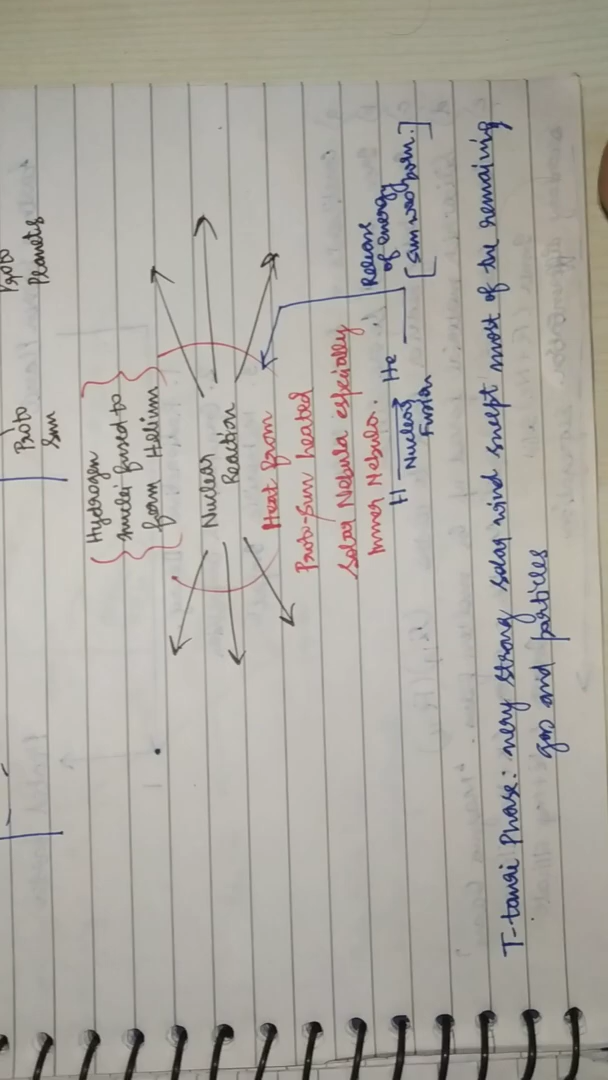 Proto
Sun
Proto
Planets
Hydrogen
nuclei fused to
form Helium
Nuclear
Reaction
Heat from
Proto-Sun heated
Solar Nebula especially
Inner Nebula.
H → He
Nuclear
Fusion
Release
of energy
[Sun was born.]
T-tauri Phase: very strong solar wind swept most of the remaining
gas and particles